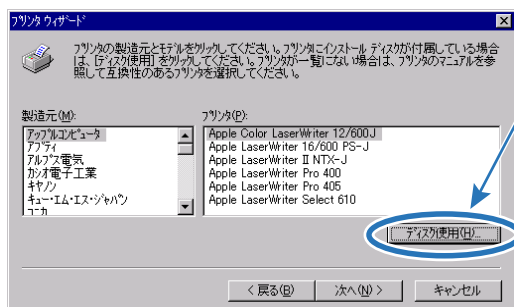 プリンタ ウィザード
プリンタの製造元とモデルをクリックしてください。プリンタにインストール ディスクが付属している場合
は、[ディスク使用] をクリックしてください。プリンタが一覧にない場合は、プリンタのマニュアルを参
照して互換性のあるプリンタを選択してください。
製造元(M):
プリンタ(P):
アップルコンピュータ
アプティ
アルプス電気
カシオ電子工業
キヤノン
キュー・エム・エス・ジャパン
コニカ
Apple Color LaserWriter 12/600J
Apple LaserWriter 16/600 PS-J
Apple LaserWriter II NTX-J
Apple LaserWriter Pro 400
Apple LaserWriter Pro 405
Apple LaserWriter Select 610
ディスク使用(H)...
< 戻る(B)
次へ(N) >
キャンセル